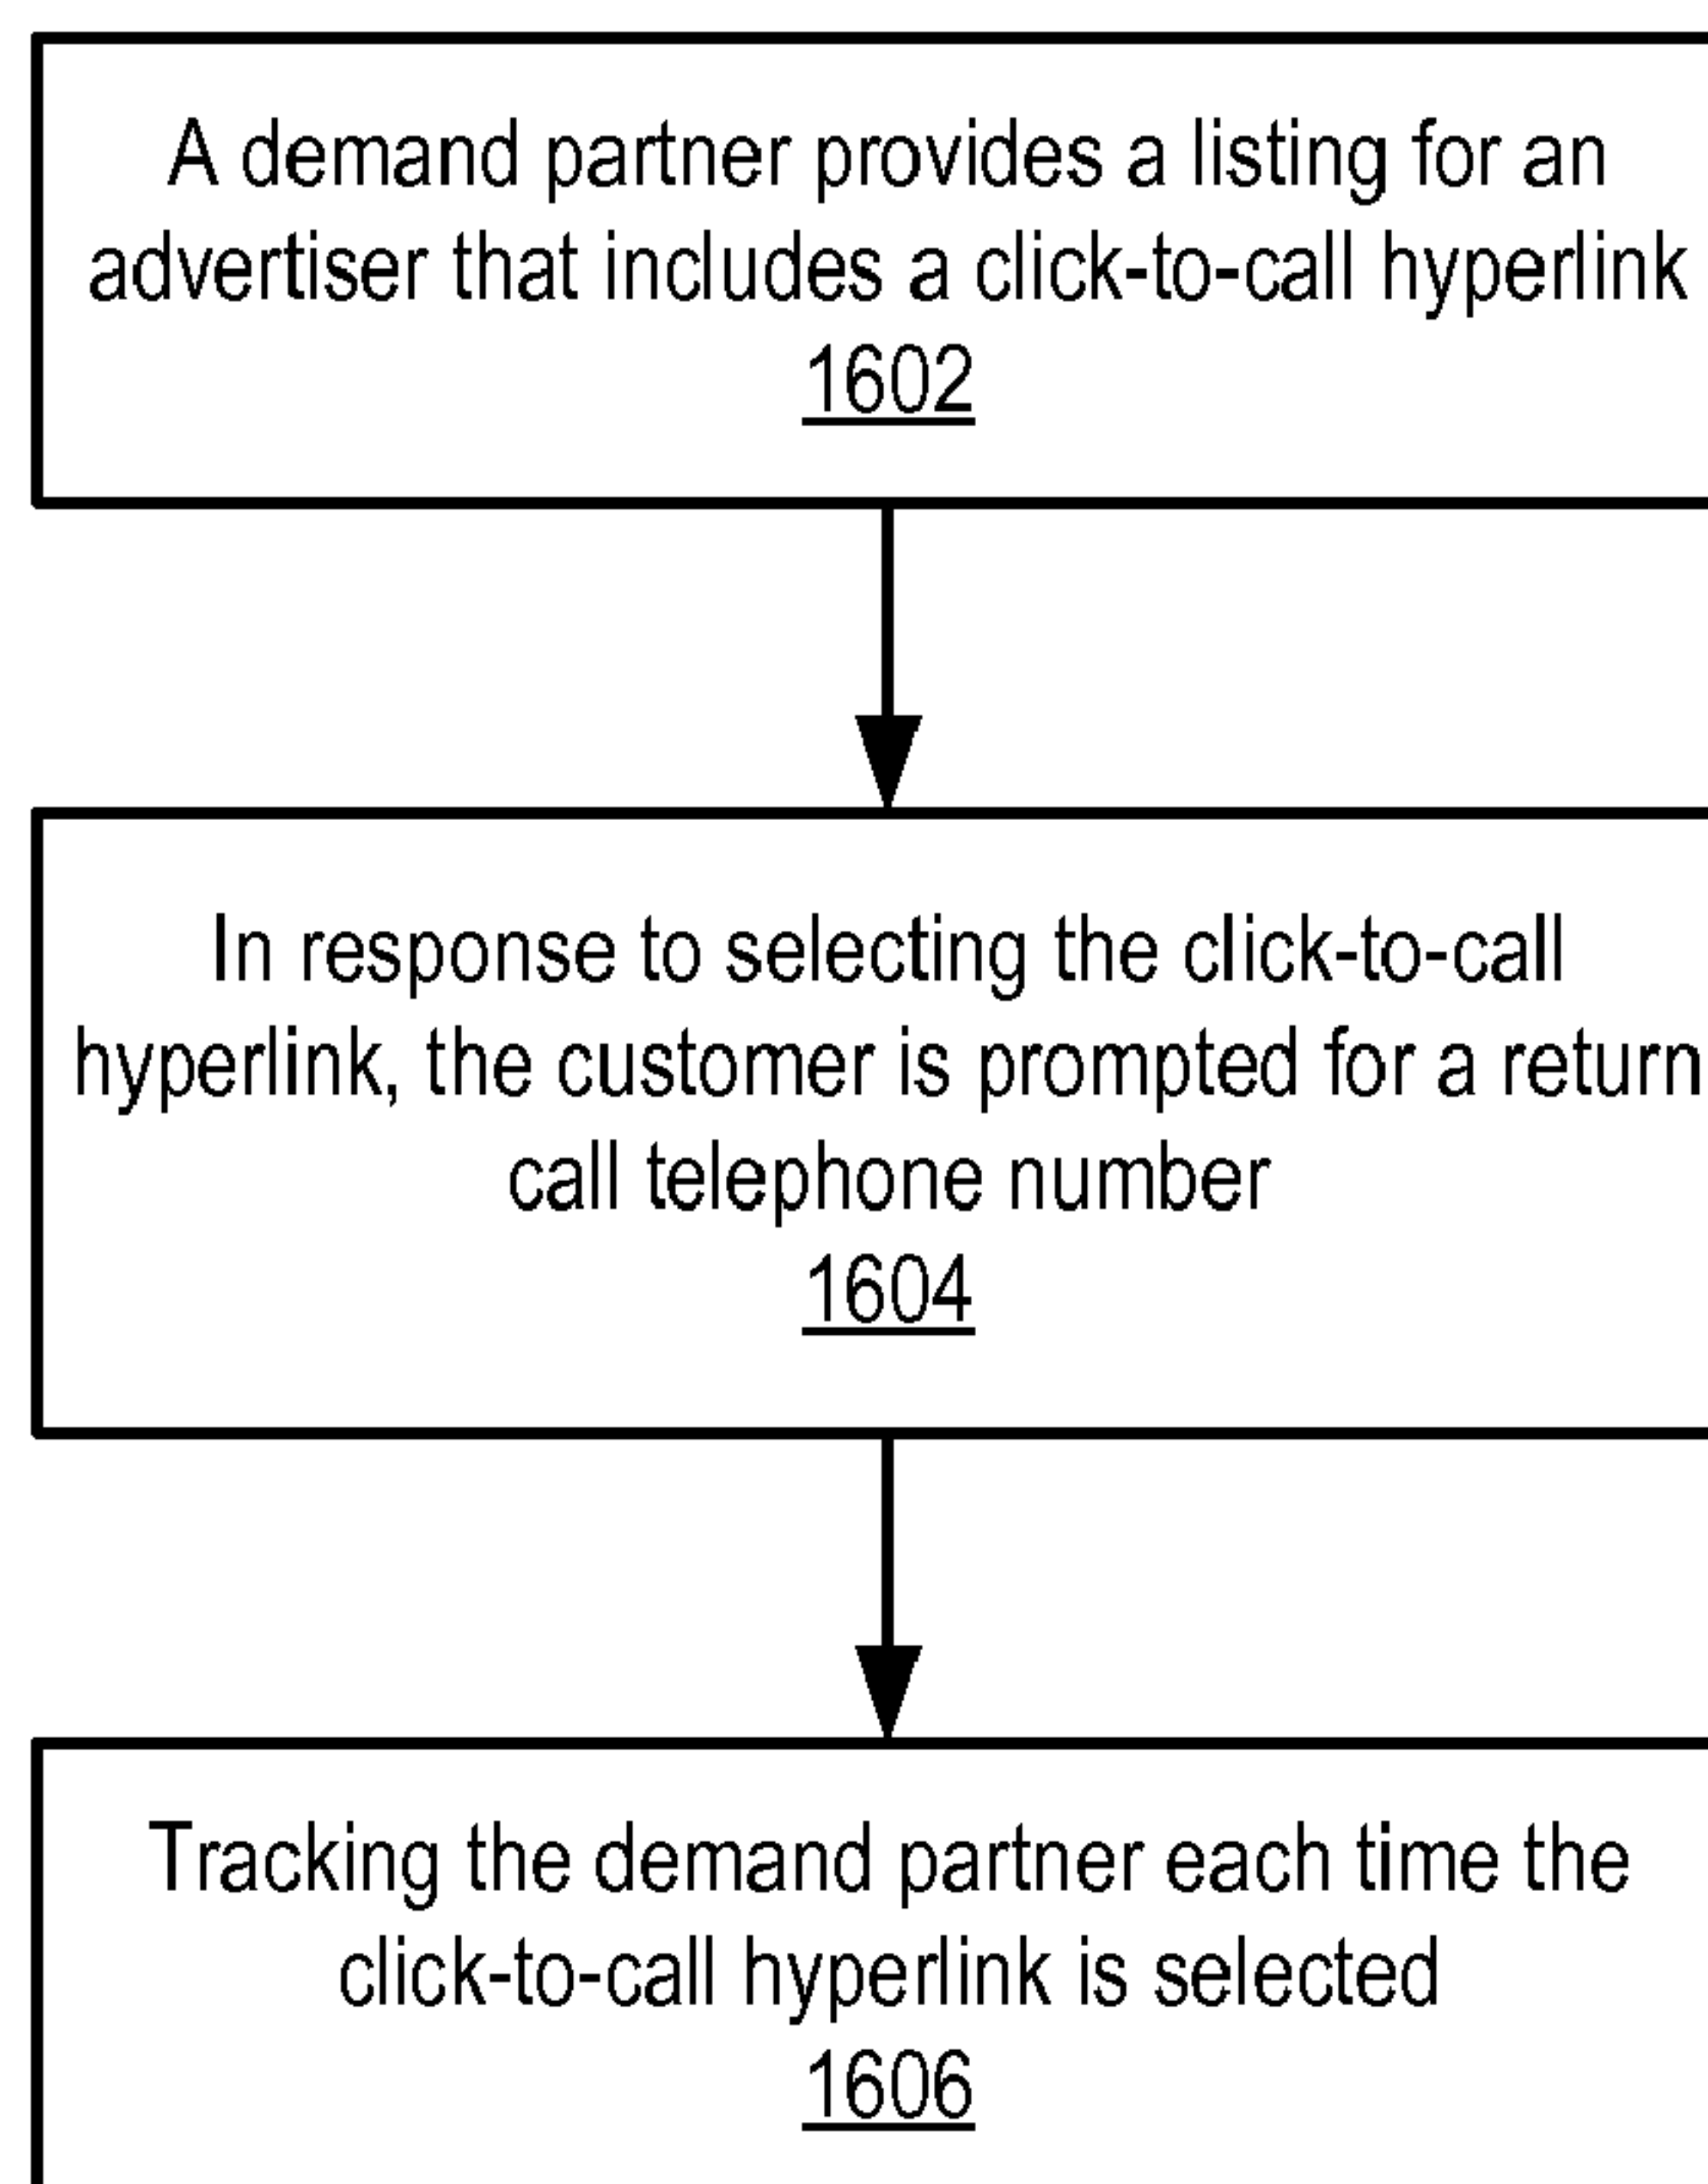 A demand partner provides a listing for an
advertiser that includes a click-to-call hyperlink
1602
In response to selecting the click-to-call
hyperlink, the customer is prompted for a return
call telephone number
1604
Tracking the demand partner each time the
click-to-call hyperlink is selected
1606